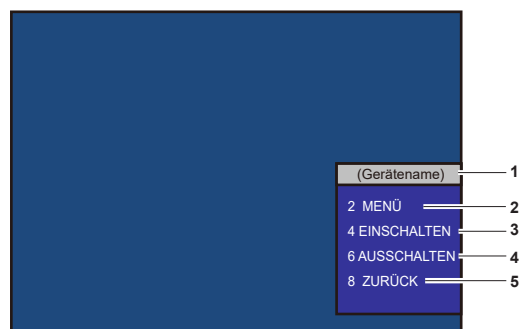 (Gerätename) 1
2 MENÜ 2
4 EINSCHALTEN 3
6 AUSSCHALTEN 4
8 ZURÜCK 5